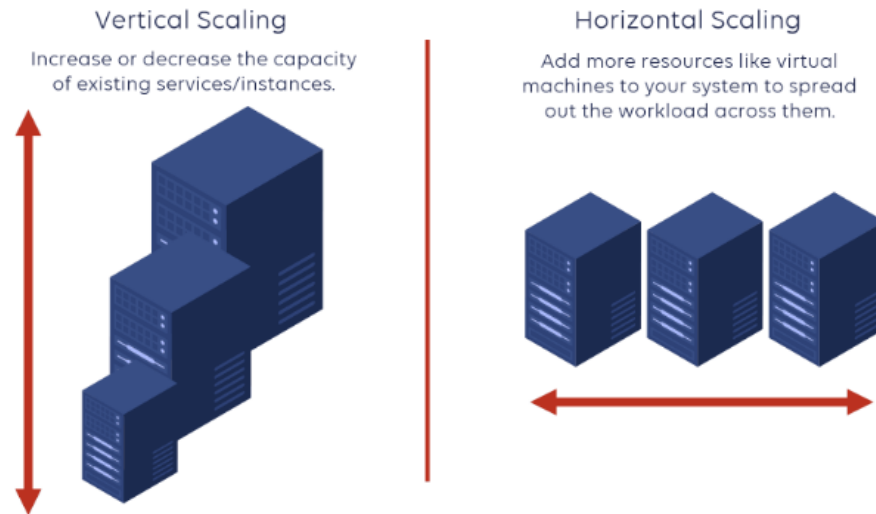 Vertical Scaling
Increase or decrease the capacity
of existing services/instances.
Horizontal Scaling
Add more resources like virtual
machines to your system to spread
out the workload across them.